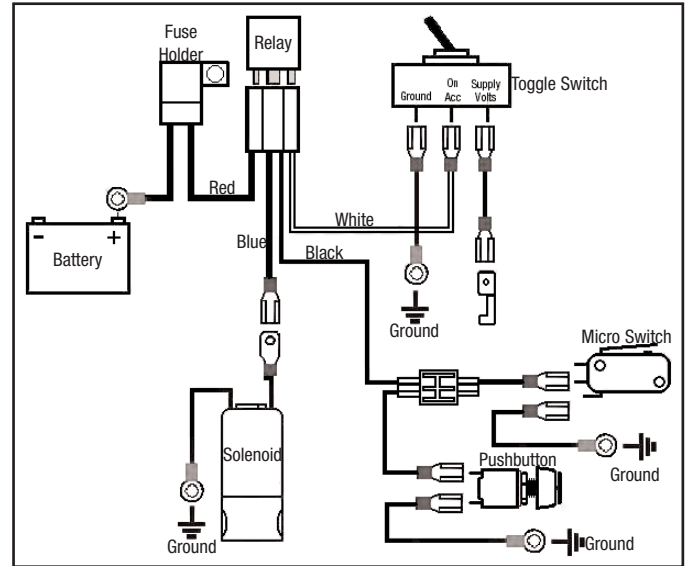 Fuse
Holder
Relay
Ground
On
Acc
Supply
Volts
Toggle Switch
Red
White
Blue
Black
- +
Battery
Ground
Micro Switch
Solenoid
Pushbutton
Ground
Ground
Ground